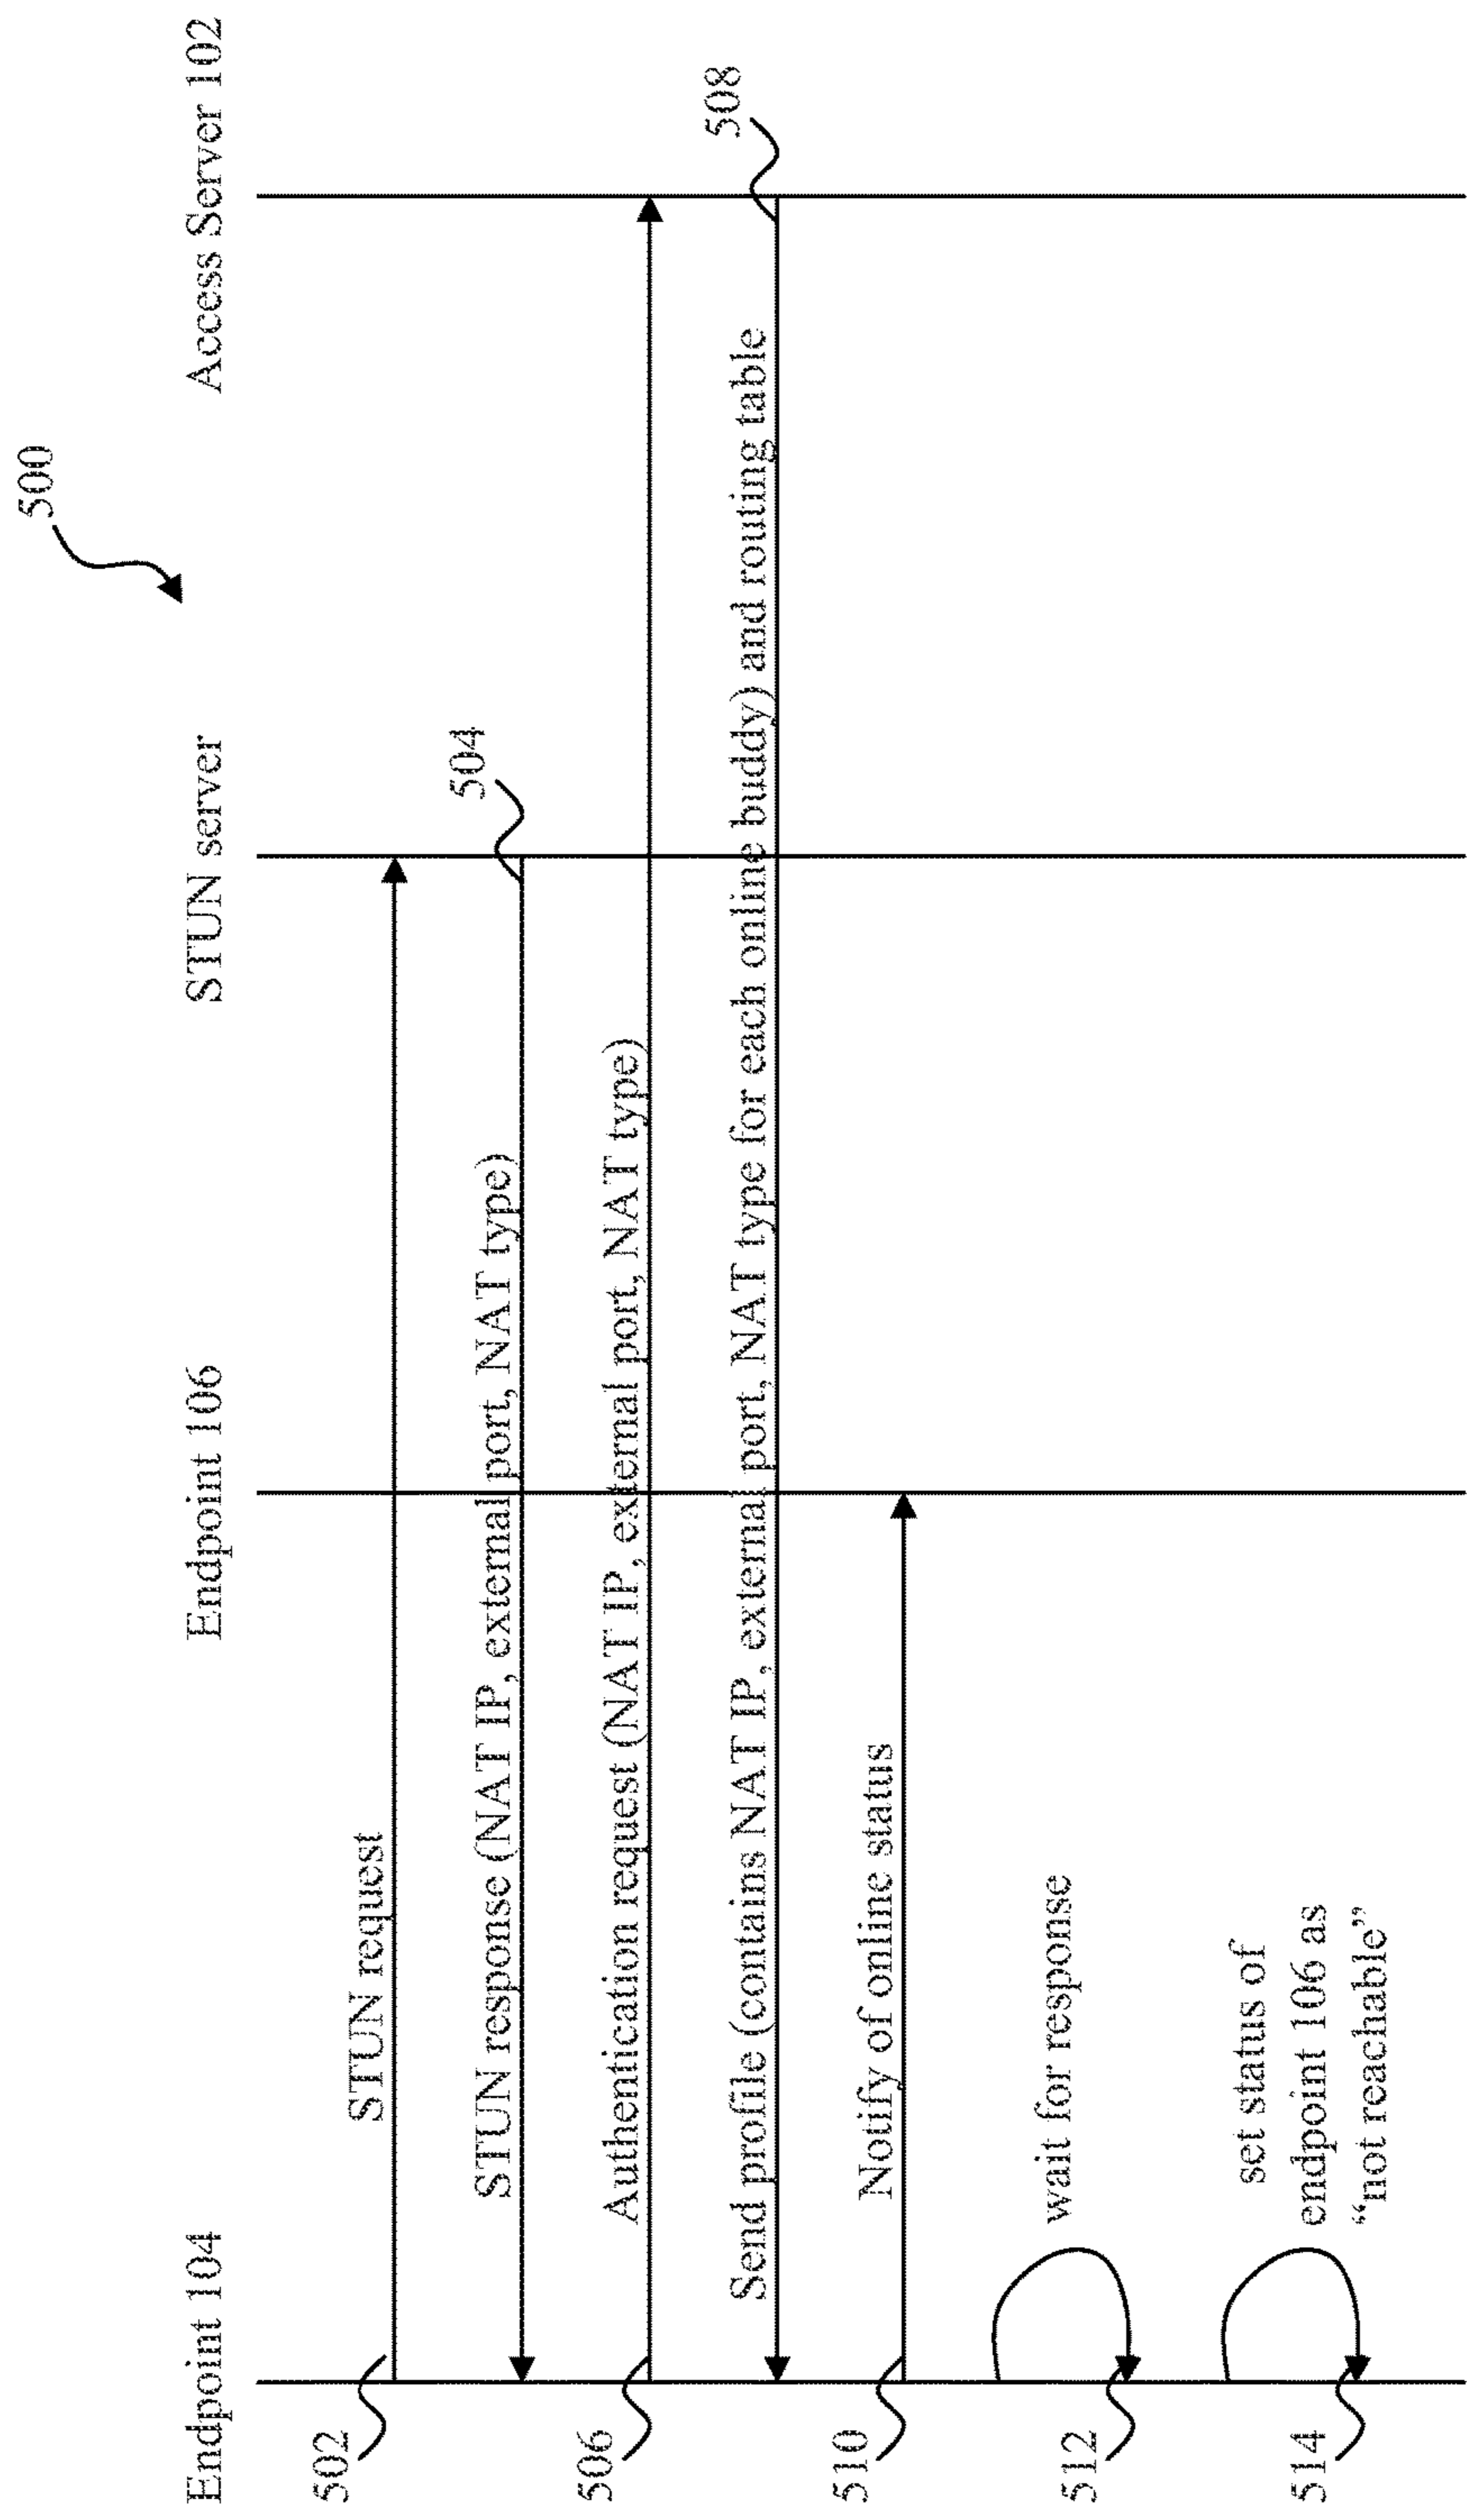 500
Endpoint 104
Endpoint 106
STUN server
Access Server 102
502
STUN request
504
STUN response (NAT IP, external port, NAT type)
506
Authentication request (NAT IP, external port, NAT type)
508
Send profile (contains NAT IP, external port, NAT type for each online buddy) and routing table
510
Notify of online status
512
wait for response
514
set status of
endpoint 106 as
“not reachable”